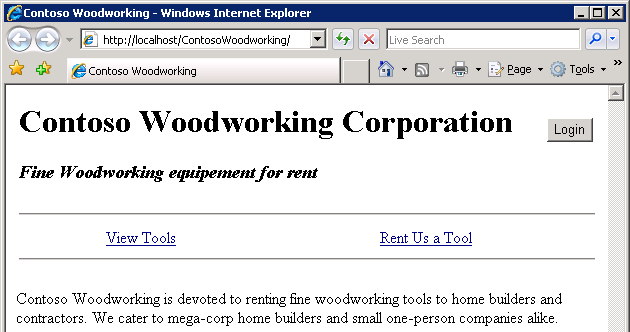 Contoso Woodworking - Windows Internet Explorer
http://localhost/ContosoWoodworking/
Live Search
Contoso Woodworking
Page
Tools
Contoso Woodworking Corporation
Login
Fine Woodworking equipement for rent
View Tools
Rent Us a Tool
Contoso Woodworking is devoted to renting fine woodworking tools to home builders and
contractors. We cater to mega-corp home builders and small one-person companies alike.